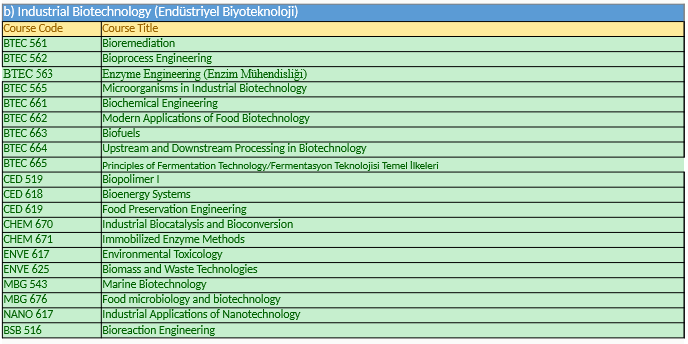 b) Industrial Biotechnology (Endüstriyel Biyoteknoloji)
Course Code Course Title
BTEC 561 Bioremediation
BTEC 562 Bioprocess Engineering
BTEC 563 Enzyme Engineering (Enzim Mühendisliği)
BTEC 565 Microorganisms in Industrial Biotechnology
BTEC 661 Biochemical Engineering
BTEC 662 Modern Applications of Food Biotechnology
BTEC 663 Biofuels
BTEC 664 Upstream and Downstream Processing in Biotechnology
BTEC 665 Principles of Fermentation Technology/Fermentasyon Teknolojisi Temel İlkeleri
CED 519 Biopolimer I
CED 618 Bioenergy Systems
CED 619 Food Preservation Engineering
CHEM 670 Industrial Biocatalysis and Bioconversion
CHEM 671 Immobilized Enzyme Methods
ENVE 617 Environmental Toxicology
ENVE 625 Biomass and Waste Technologies
MBG 543 Marine Biotechnology
MBG 676 Food microbiology and biotechnology
NANO 617 Industrial Applications of Nanotechnology
BSB 516 Bioreaction Engineering